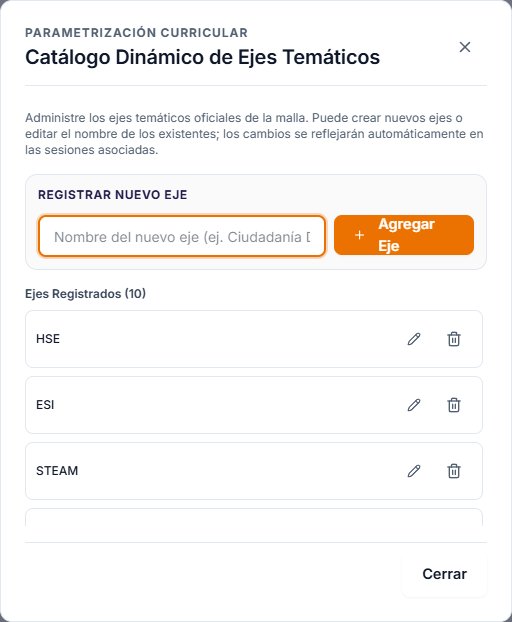 PARAMETRIZACIÓN CURRICULAR
Catálogo Dinámico de Ejes Temáticos
Administre los ejes temáticos oficiales de la malla. Puede crear nuevos ejes o
editar el nombre de los existentes; los cambios se reflejarán automáticamente en
las sesiones asociadas.
REGISTRAR NUEVO EJE
Nombre del nuevo eje (ej. Ciudadanía D
+ Agregar
Eje
Ejes Registrados (10)
HSE
ESI
STEAM
Cerrar